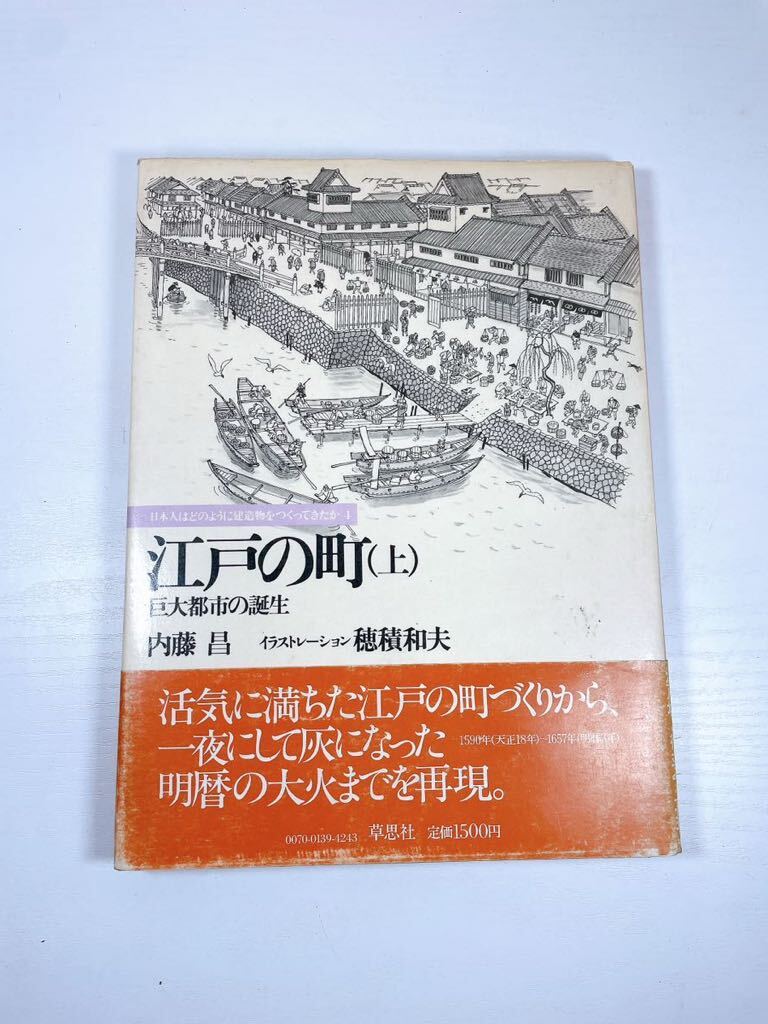 日本人はどのように建造物をつくってきたか 4
江戸の町(上)
巨大都市の誕生
内藤 昌 イラストレーション 穂積和夫
活気に満ちた江戸の町づくりから、
一夜にして灰になった 1590年(天正18年)—1657年
明暦の大火までを再現。
0070-0139-4243 草思社 定価1500円